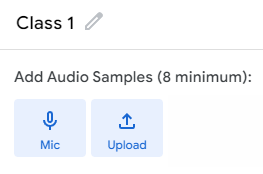 Class 1
Add Audio Samples (8 minimum):
Mic
Upload